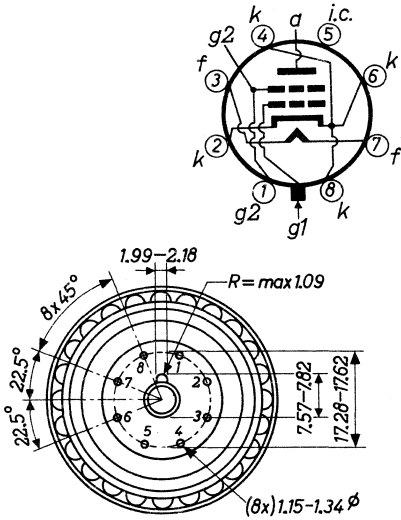 k a i.c.
4 5
g2
f 3 6 k
k 2 7 f
1 8
g2 g1 k
1.99-2.18
8x45° R=max 1.09
22.5°
22.5°
8 1
7 2
6 3
5 4
7.57-7.82
17.28-17.62
(8x)1.15-1.34 ⌀